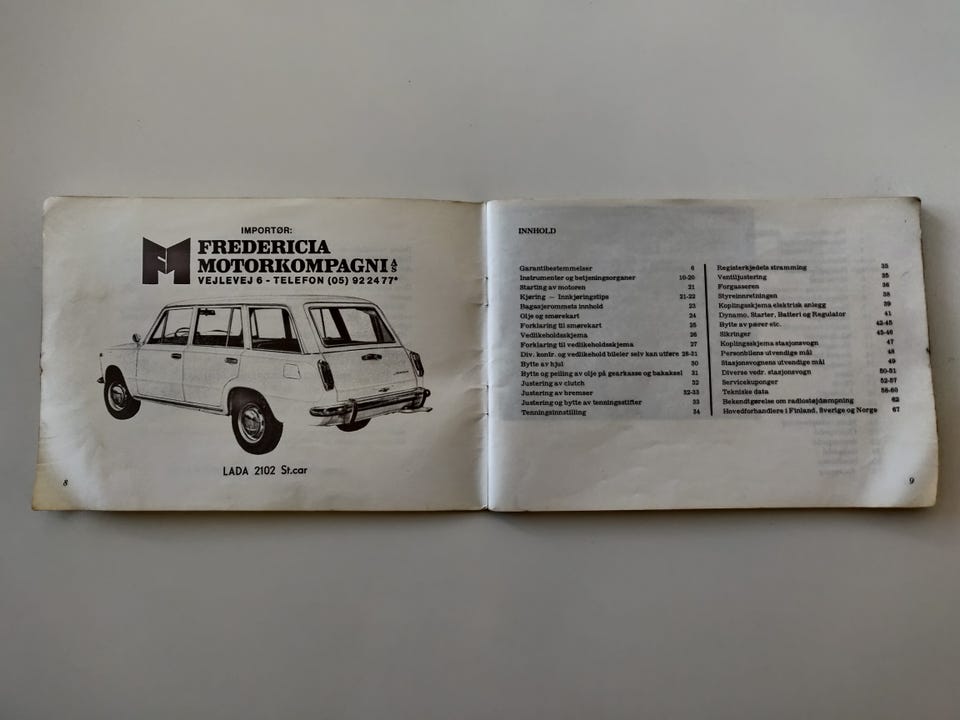 IMPORTØR:
FREDERICIA
MOTORKOMPAGNI A/S
VEJLEVEJ 6 - TELEFON (05) 92 24 77*
LADA 2102 St.car
8
INNHOLD
Garantibestemmelser 6
Instrumenter og betjeningsorganer 10-20
Starting av motoren 21
Kjøring - Innkjøringstips 21-22
Bagasjerommets innhold 23
Olje og smørekart 24
Forklaring til smørekart 25
Vedlikeholdsskjema 26
Forklaring til vedlikeholdsskjema 27
Div. kontr. og vedlikehold bileier selv kan utføre 28-31
Bytte av hjul 30
Bytte og peiling av olje på gearkasse og bakaksel 31
Justering av clutch 32
Justering av bremser 32-33
Justering og bytte av tenningsstifter 33
Tenningsinnstilling 34
Registerkjedets stramming 35
Ventiljustering 35
Forgasseren 36
Styreinnretningen 38
Koplingsskjema elektrisk anlegg 39
Dynamo, Starter, Batteri og Regulator 41
Bytte av pærer etc. 42-45
Sikringer 45-46
Koplingsskjema stasjonsvogn 47
Personbilens utvendige mål 48
Stasjonsvognens utvendige mål 49
Diverse vedr. stasjonsvogn 50-51
Servicekuponger 52-57
Tekniske data 58-60
Bekendtgørelse om radiostøjdæmpning 62
Hovedforhandlere i Finland, Sverige og Norge 67
9